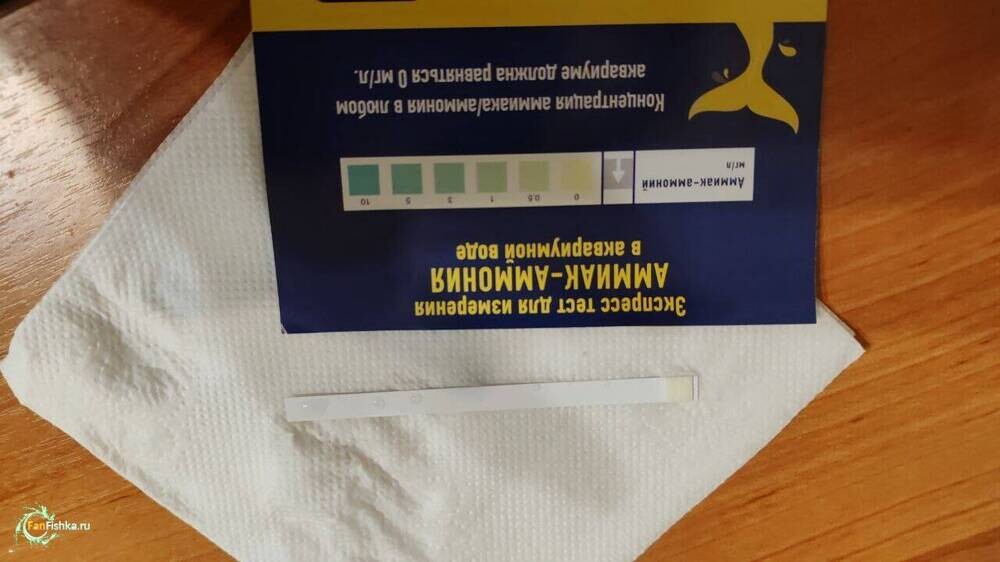 Экспресс тест для измерения
АММИАК-АММОНИЯ
в аквариумной воде
Аммиак-аммоний
мг/л
0 0.5 1 3 5 10
Концентрация аммиака/аммония в любом
аквариуме должна равняться 0 мг/л.
FanFishka.ru